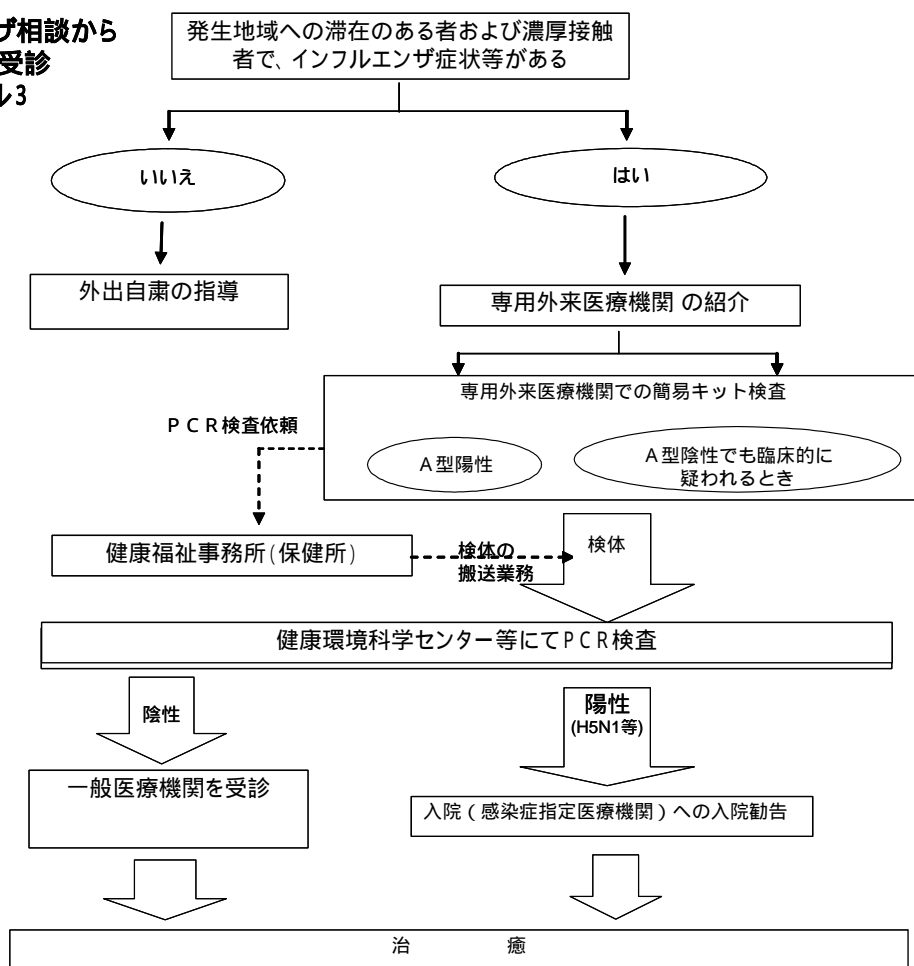 ザ相談から
受診
ル3
発生地域への滞在のある者および濃厚接触
者で、インフルエンザ症状等がある
いいえ
はい
外出自粛の指導
専用外来医療機関 の紹介
専用外来医療機関での簡易キット検査
PCR検査依頼
A型陽性
A型陰性でも臨床的に
疑われるとき
健康福祉事務所(保健所)
検体の
搬送業務
検体
健康環境科学センター等にてPCR検査
陰性
陽性
(H5N1等)
一般医療機関を受診
入院(感染症指定医療機関)への入院勧告
治 癒